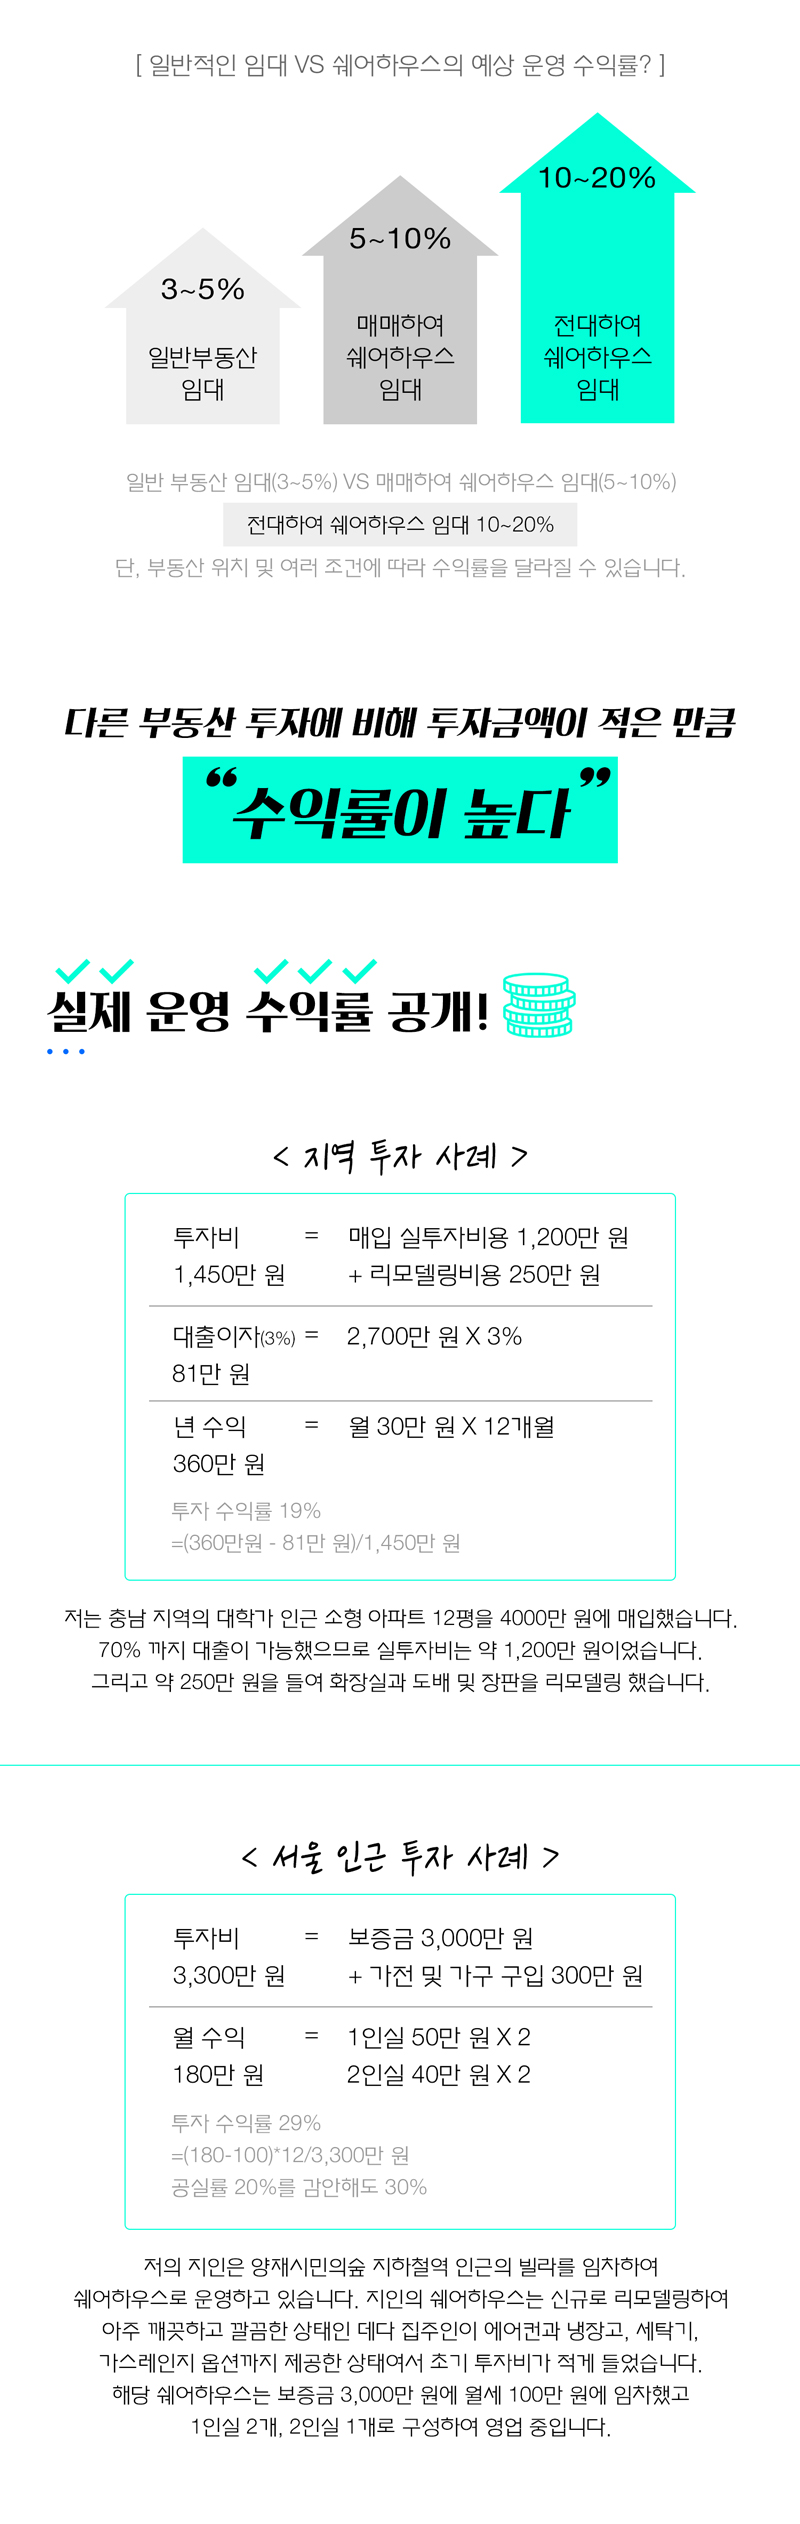 [ 일반적인 임대 VS 쉐어하우스의 예상 운영 수익률? ]
3~5%
일반부동산
임대
5~10%
매매하여
쉐어하우스
임대
10~20%
전대하여
쉐어하우스
임대
일반 부동산 임대(3~5%) VS 매매하여 쉐어하우스 임대(5~10%)
전대하여 쉐어하우스 임대 10~20%
단, 부동산 위치 및 여러 조건에 따라 수익률을 달라질 수 있습니다.
다른 부동산 투자에 비해 투자금액이 적은 만큼
“수익률이 높다”
실제 운영 수익률 공개!
< 지역 투자 사례 >
투자비 = 매입 실투자비용 1,200만 원
1,450만 원 + 리모델링비용 250만 원
대출이자(3%) = 2,700만 원 X 3%
81만 원
년 수익 = 월 30만 원 X 12개월
360만 원
투자 수익률 19%
=(360만원 - 81만 원)/1,450만 원
저는 충남 지역의 대학가 인근 소형 아파트 12평을 4000만 원에 매입했습니다.
70% 까지 대출이 가능했으므로 실투자비는 약 1,200만 원이었습니다.
그리고 약 250만 원을 들여 화장실과 도배 및 장판을 리모델링 했습니다.
< 서울 인근 투자 사례 >
투자비 = 보증금 3,000만 원
3,300만 원 + 가전 및 가구 구입 300만 원
월 수익 = 1인실 50만 원 X 2
180만 원 2인실 40만 원 X 2
투자 수익률 29%
=(180-100)*12/3,300만 원
공실률 20%를 감안해도 30%
저의 지인은 양재시민의숲 지하철역 인근의 빌라를 임차하여
쉐어하우스로 운영하고 있습니다. 지인의 쉐어하우스는 신규로 리모델링하여
아주 깨끗하고 깔끔한 상태인 데다 집주인이 에어컨과 냉장고, 세탁기,
가스레인지 옵션까지 제공한 상태여서 초기 투자비가 적게 들었습니다.
해당 쉐어하우스는 보증금 3,000만 원에 월세 100만 원에 임차했고
1인실 2개, 2인실 1개로 구성하여 영업 중입니다.